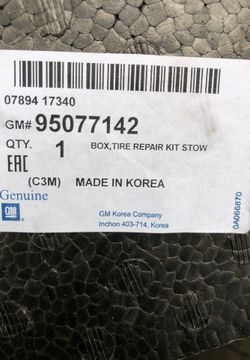 07894 17340
GM# 95077142
QTY. 1 BOX,TIRE REPAIR KIT STOW
EAC
(C3M) MADE IN KOREA
Genuine
GM
GM Korea Company
Inchon 403-714, Korea
0A066870